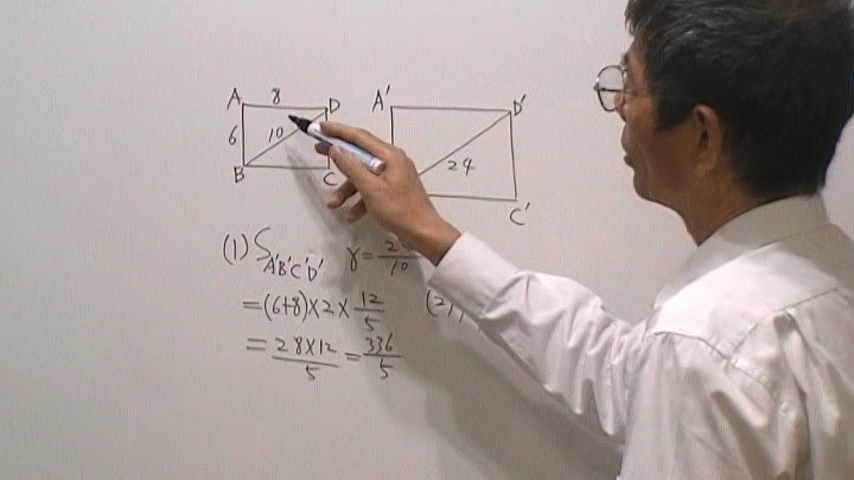 A 8 D
6 10
B C
A' D'
24
C'
(1) S A'B'C'D' r = 2 / 10
= (6+8)×2× 12/5 (2)
= 28×12/5 = 336/5